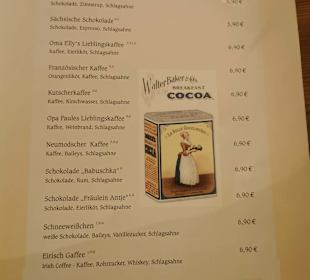 Schokolade, Zimtsirup, Schlagsahne
Sächsische Schokolade
5,90 €
Schokolade, Espresso, Schlagsahne
Oma Elly's Lieblingskaffee
6,90 €
Kaffee, Eierlikör, Schlagsahne
Französischer Kaffee
6,90 €
Orangenlikör, Kaffee, Schlagsahne
Kutscherkaffee
6,90 €
Kaffee, Kirschwasser, Schlagsahne
Opa Paules Lieblingskaffee
6,90 €
Kaffee, Weinbrand, Schlagsahne
Neumodscher Kaffee
6,90 €
Kaffee, Baileys, Schlagsahne
Schokolade „Babuschka“
6,90 €
Schokolade, Rum, Schlagsahne
Schokolade „Fräulein Antje“
6,90 €
Schokolade, Eierlikör, Schlagsahne
Schneeweißchen
6,90 €
weiße Schokolade, Baileys, Vanillezucker, Schlagsahne
Eirisch Gaffee
6,90 €
Irish Coffee - Kaffee, Rohrzucker, Whiskey, Schlagsahne
Walter Baker & Co's
BREAKFAST
COCOA